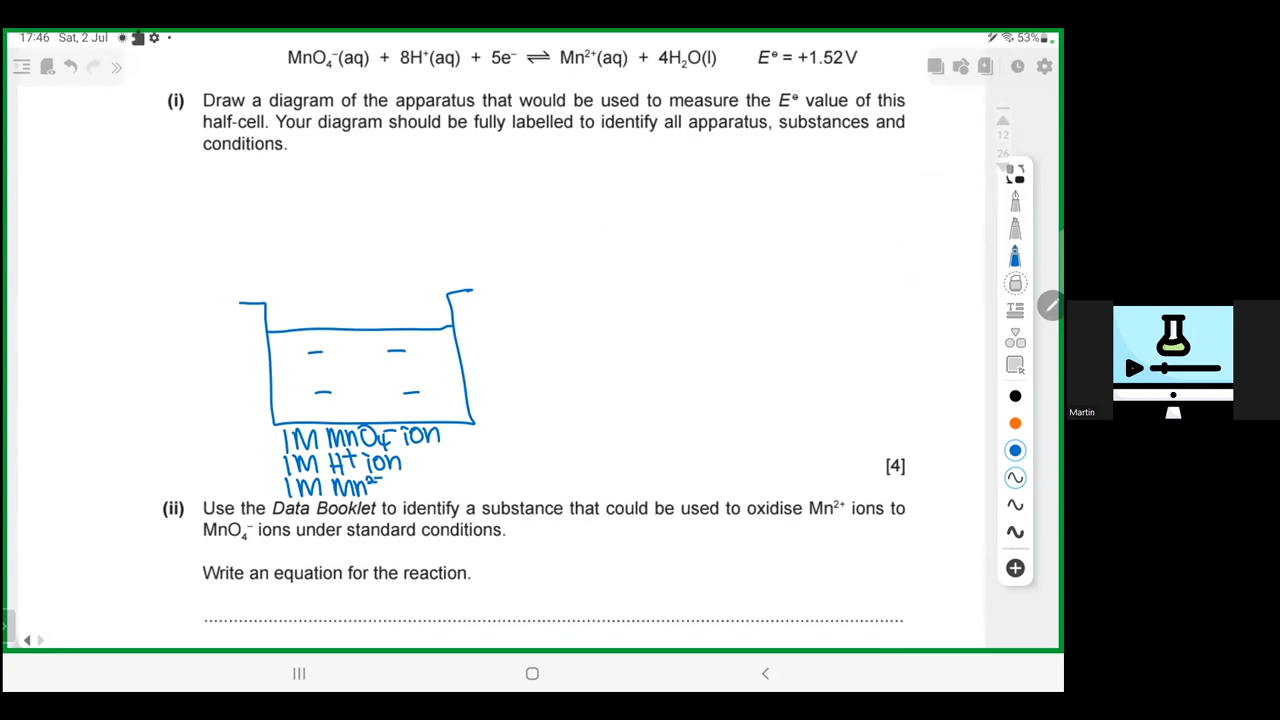 17:46 Sat, 2 Jul
53%
MnO₄⁻(aq) + 8H⁺(aq) + 5e⁻ ⇌ Mn²⁺(aq) + 4H₂O(l) E⦵ = +1.52V
(i) Draw a diagram of the apparatus that would be used to measure the E⦵ value of this
half-cell. Your diagram should be fully labelled to identify all apparatus, substances and
conditions.
12
26
1M MnO₄⁻ ion
1M H⁺ ion
1M Mn²⁻
[4]
(ii) Use the Data Booklet to identify a substance that could be used to oxidise Mn²⁺ ions to
MnO₄⁻ ions under standard conditions.
Write an equation for the reaction.
Martin